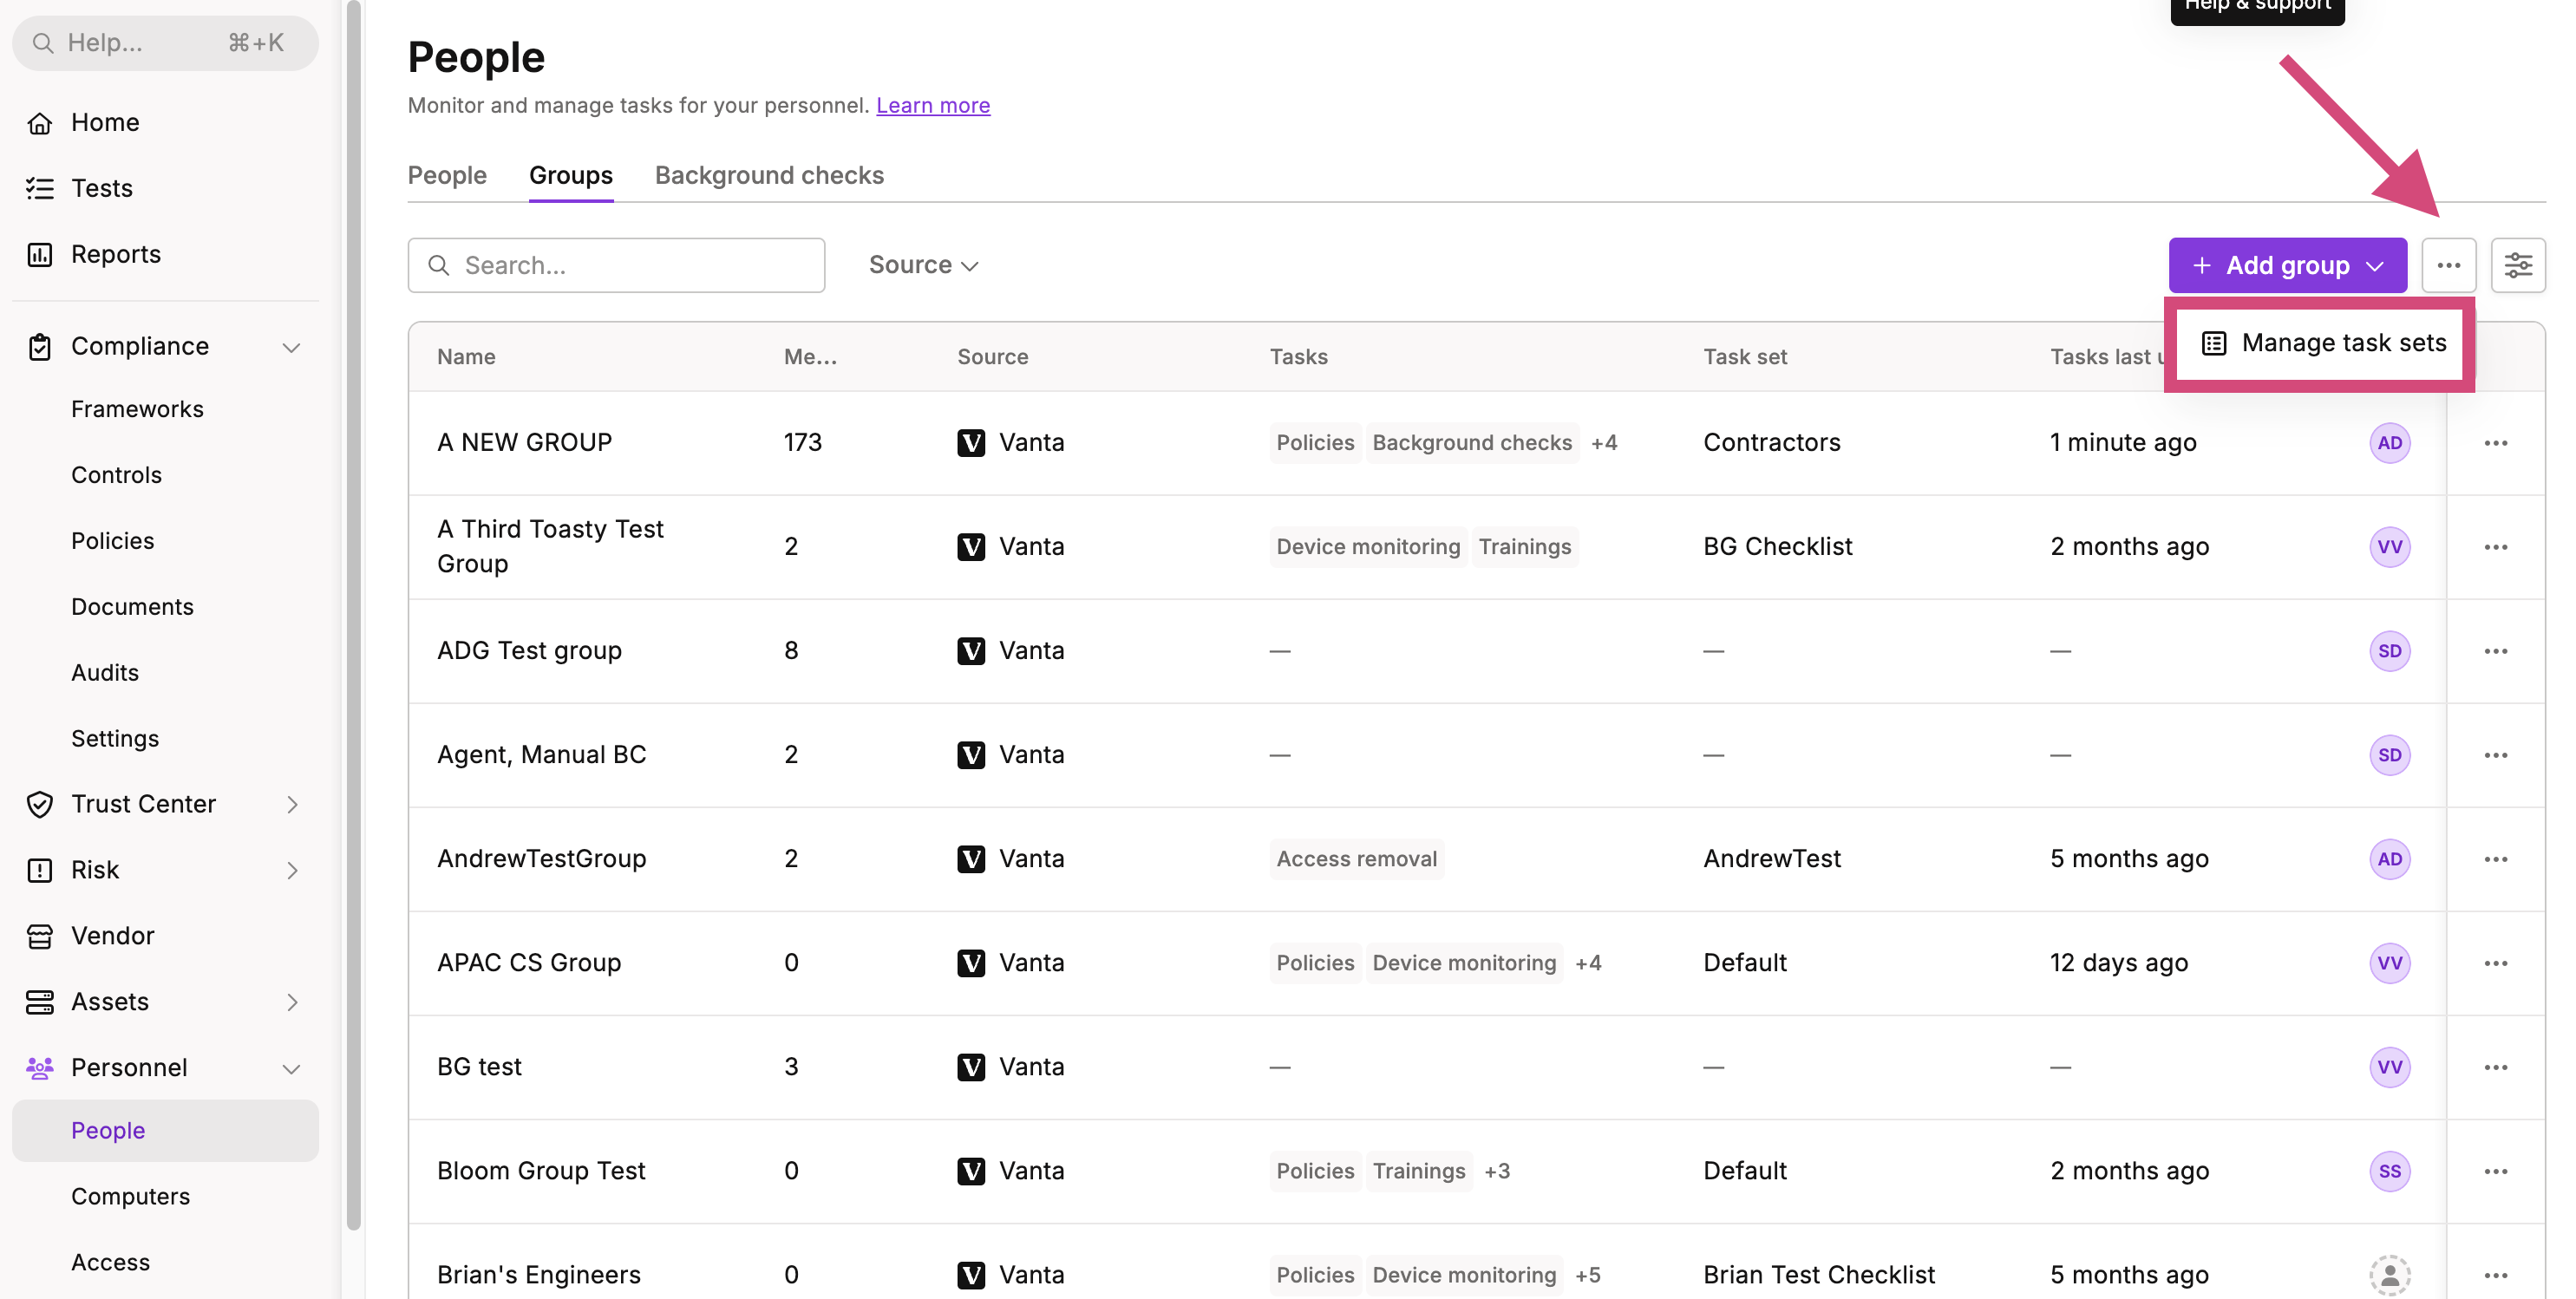 Help & support
Help... ⌘+K
Home
Tests
Reports
Compliance
Frameworks
Controls
Policies
Documents
Audits
Settings
Trust Center
Risk
Vendor
Assets
Personnel
People
Computers
Access
People
Monitor and manage tasks for your personnel. Learn more
People Groups Background checks
Search... Source + Add group
Manage task sets
Name Me... Source Tasks Task set Tasks last
A NEW GROUP 173 V Vanta Policies Background checks +4 Contractors 1 minute ago AD
A Third Toasty Test
Group 2 V Vanta Device monitoring Trainings BG Checklist 2 months ago VV
ADG Test group 8 V Vanta — — — SD
Agent, Manual BC 2 V Vanta — — — SD
AndrewTestGroup 2 V Vanta Access removal AndrewTest 5 months ago AD
APAC CS Group 0 V Vanta Policies Device monitoring +4 Default 12 days ago VV
BG test 3 V Vanta — — — VV
Bloom Group Test 0 V Vanta Policies Trainings +3 Default 2 months ago SS
Brian's Engineers 0 V Vanta Policies Device monitoring +5 Brian Test Checklist 5 months ago